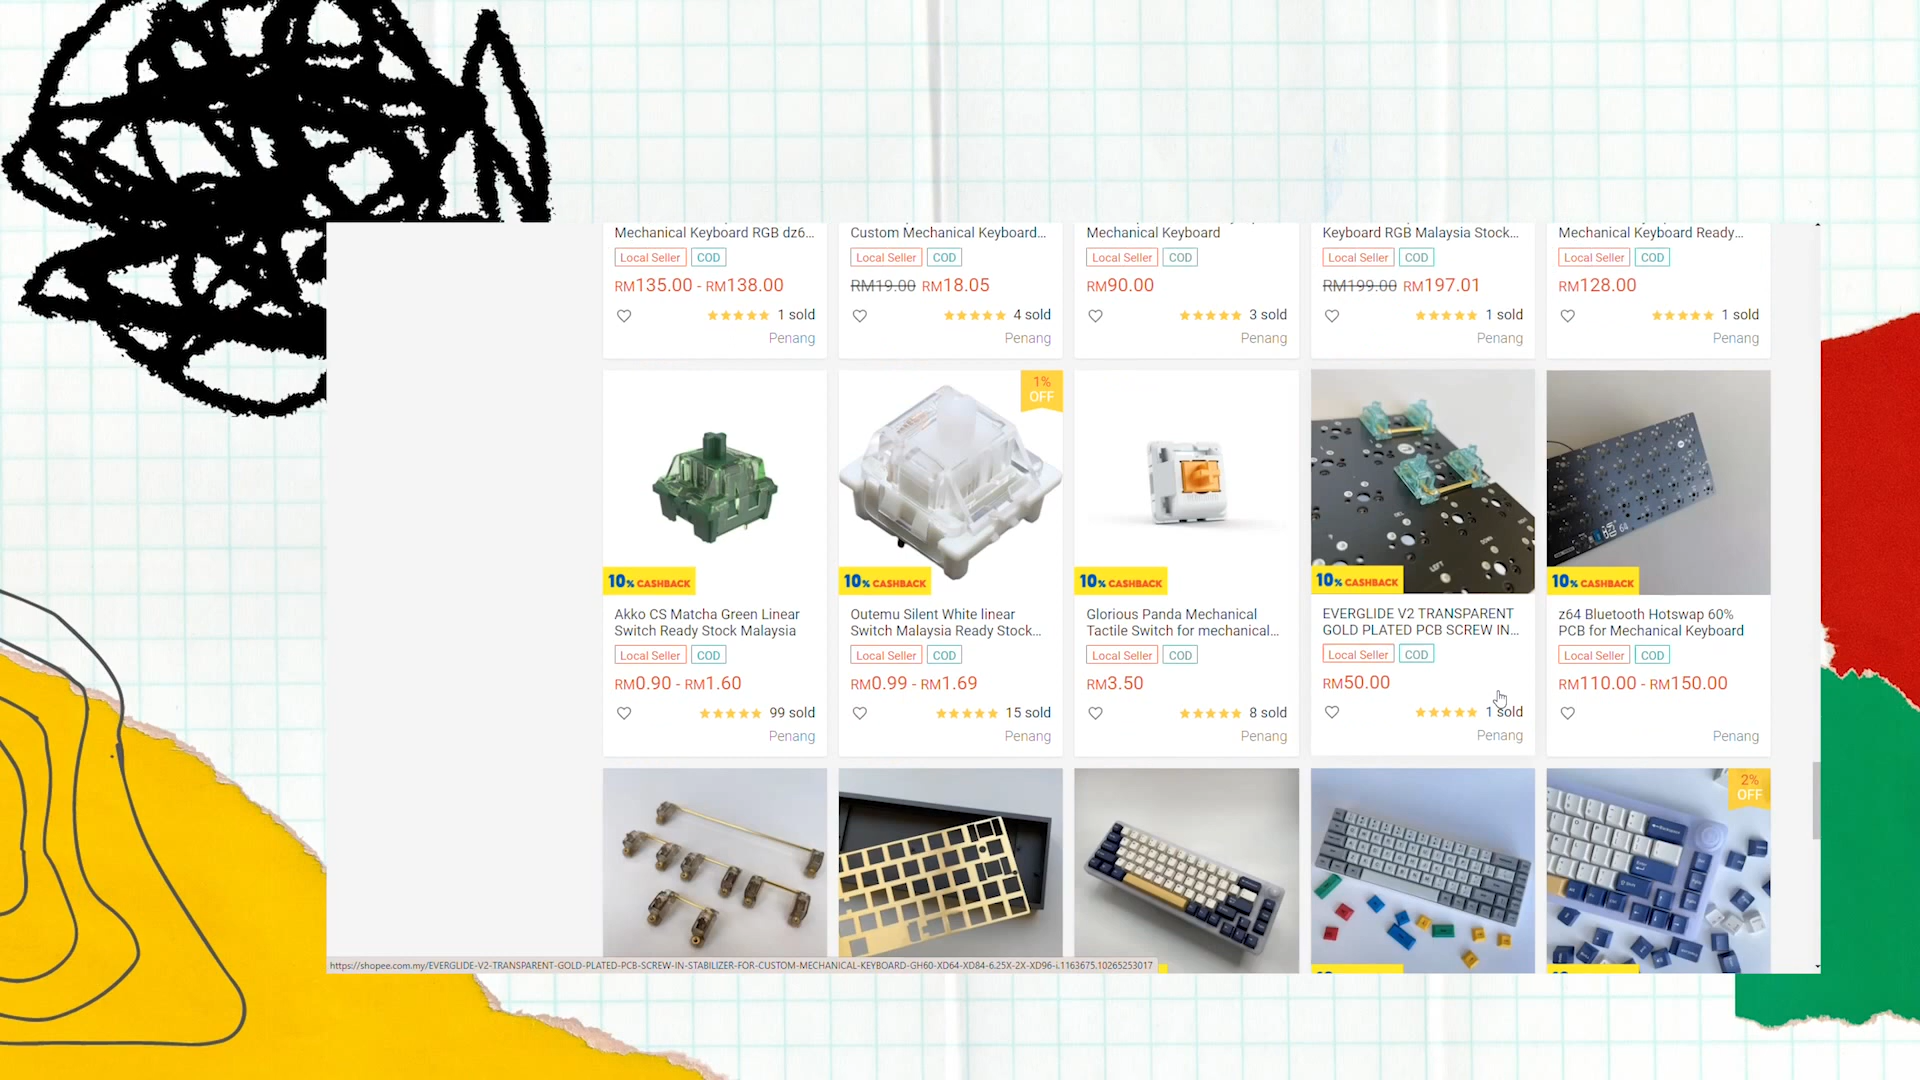 Mechanical Keyboard RGB dz6...
Local Seller COD
RM135.00 - RM138.00
1 sold
Penang
Custom Mechanical Keyboard...
Local Seller COD
RM19.00 RM18.05
4 sold
Penang
Mechanical Keyboard
Local Seller COD
RM90.00
3 sold
Penang
Keyboard RGB Malaysia Stock...
Local Seller COD
RM199.00 RM197.01
1 sold
Penang
Mechanical Keyboard Ready...
Local Seller COD
RM128.00
1 sold
Penang
10% CASHBACK
Akko CS Matcha Green Linear
Switch Ready Stock Malaysia
Local Seller COD
RM0.90 - RM1.60
99 sold
Penang
1%
OFF
10% CASHBACK
Outemu Silent White linear
Switch Malaysia Ready Stock...
Local Seller COD
RM0.99 - RM1.69
15 sold
Penang
10% CASHBACK
Glorious Panda Mechanical
Tactile Switch for mechanical...
Local Seller COD
RM3.50
8 sold
Penang
LEFT
10% CASHBACK
EVERGLIDE V2 TRANSPARENT
GOLD PLATED PCB SCREW IN...
Local Seller COD
RM50.00
1 sold
Penang
10% CASHBACK
z64 Bluetooth Hotswap 60%
PCB for Mechanical Keyboard
Local Seller COD
RM110.00 - RM150.00
Penang
2%
OFF
https://shopee.com.my/EVERGLIDE-V2-TRANSPARENT-GOLD-PLATED-PCB-SCREW-IN-STABILIZER-FOR-CUSTOM-MECHANICAL-KEYBOARD-GH60-XD64-XD84-6.25X-2X-XD96-i.1163675.10265253017